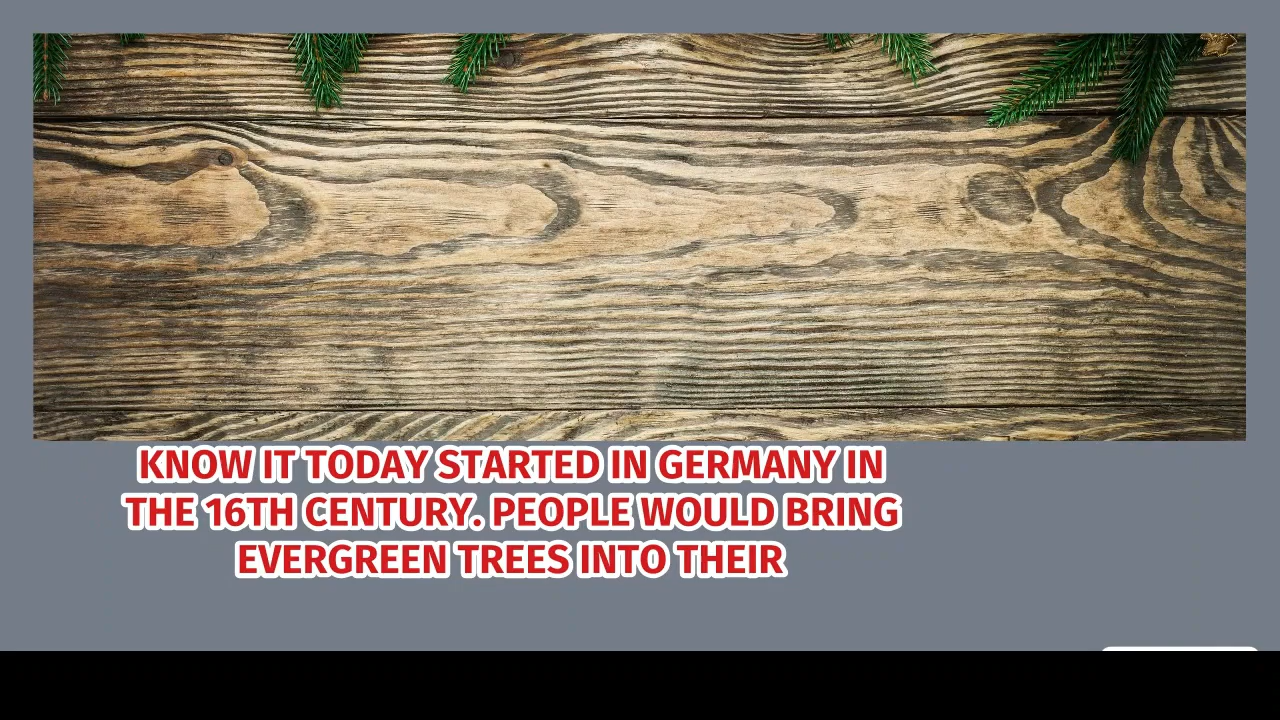 KNOW IT TODAY STARTED IN GERMANY IN
THE 16TH CENTURY. PEOPLE WOULD BRING
EVERGREEN TREES INTO THEIR